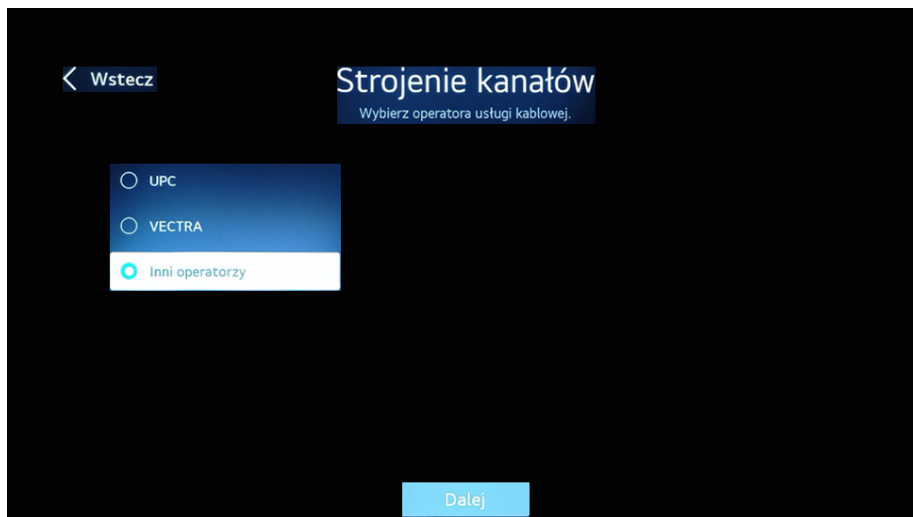 Wstecz
Strojenie kanałów
Wybierz operatora usługi kablowej.
UPC
VECTRA
Inni operatorzy
Dalej